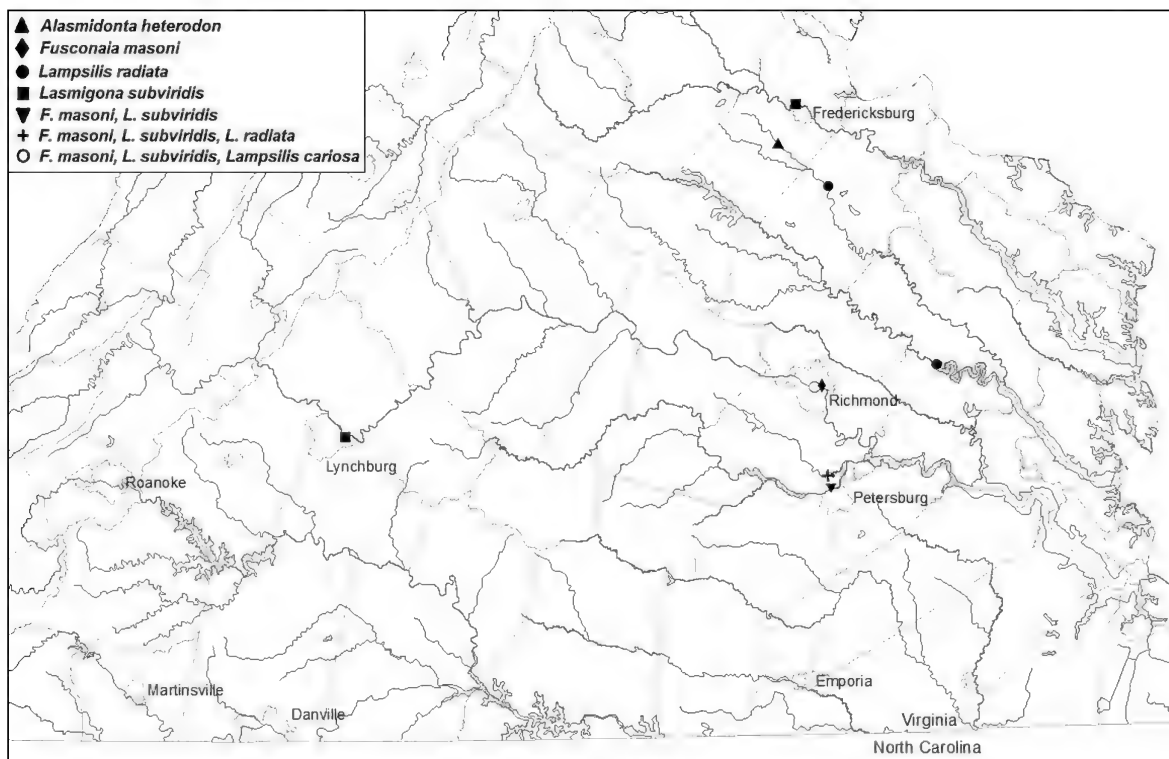 Alasmidonta heterodon
Fusconaia masoni
Lampsilis radiata
Lasmigona subviridis
F. masoni, L. subviridis
F. masoni, L. subviridis, L. radiata
F. masoni, L. subviridis, Lampsilis cariosa
Fredericksburg
Richmond
Lynchburg
Roanoke
Petersburg
Emporia
Martinsville
Danville
Virginia
North Carolina